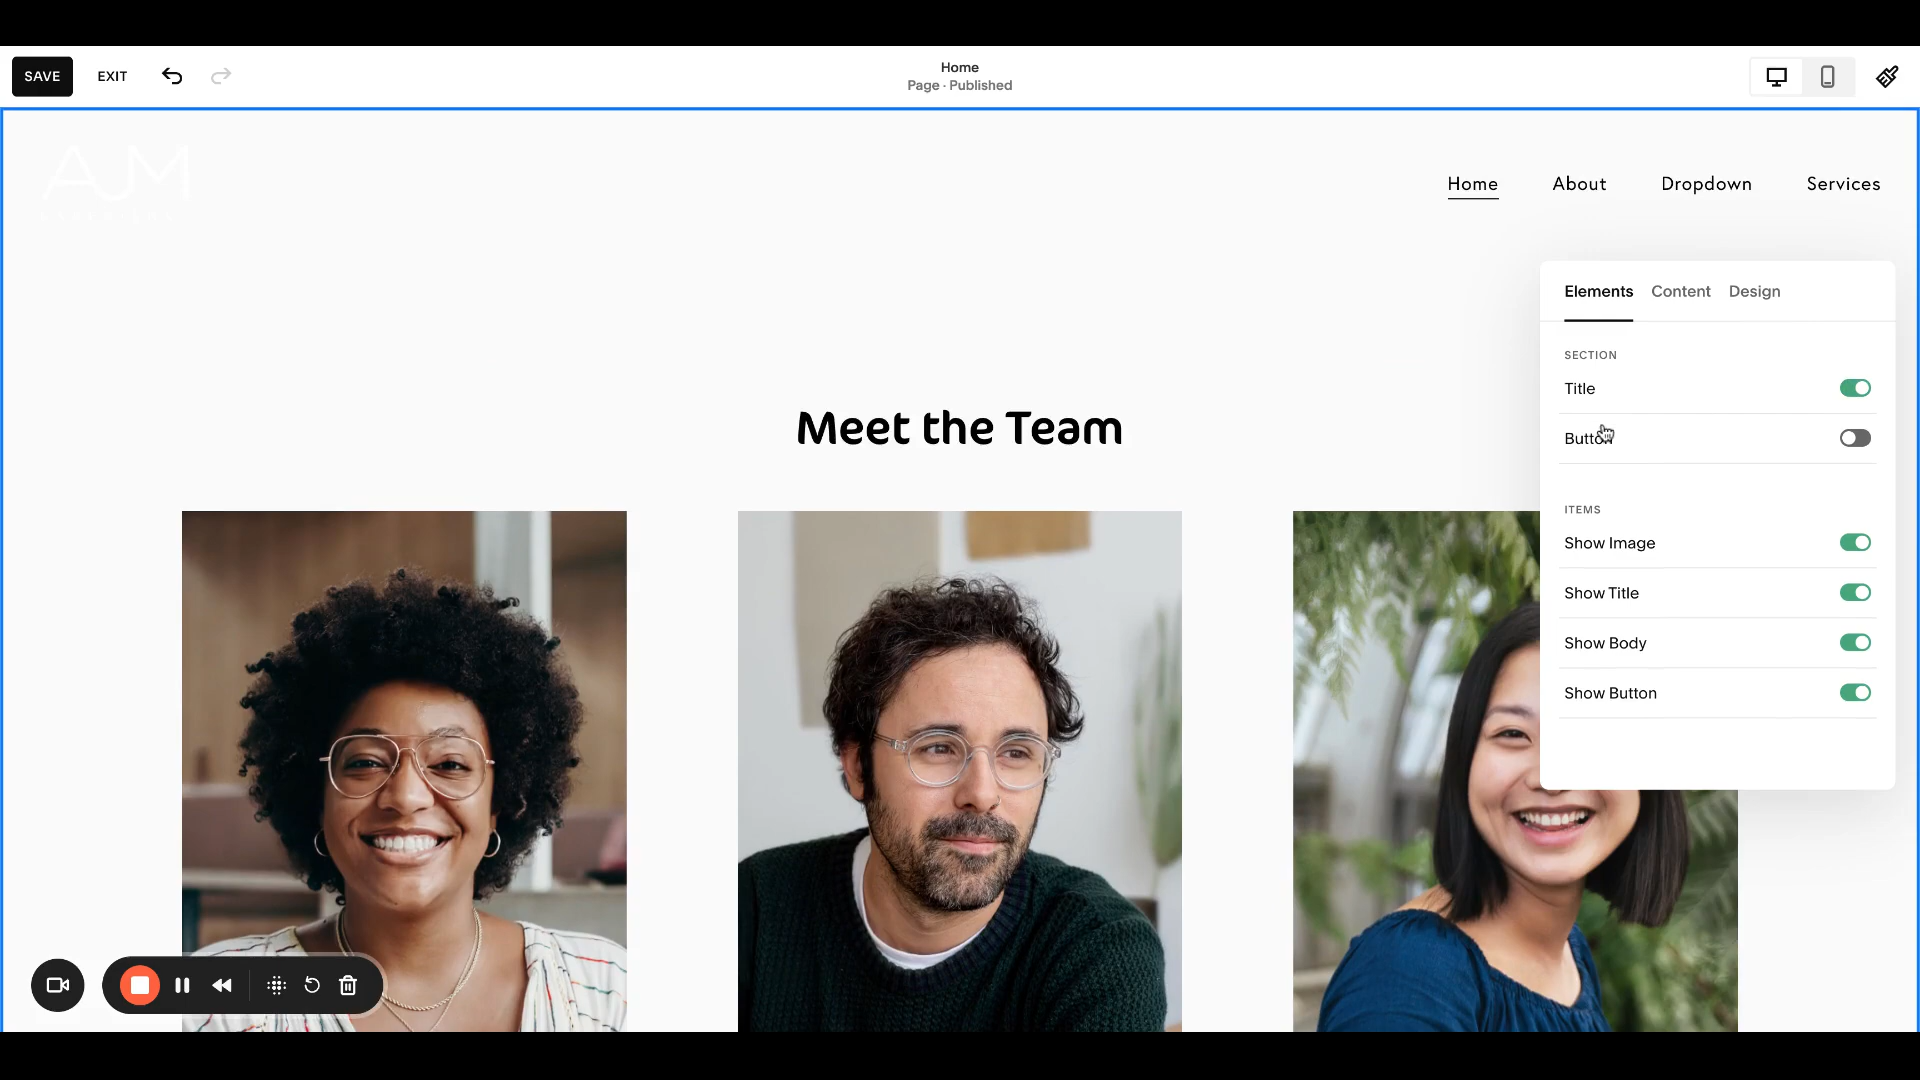 SAVE
EXIT
Home
Page · Published
AJM
Home
About
Dropdown
Services
Elements
Content
Design
SECTION
Title
Button
ITEMS
Show Image
Show Title
Show Body
Show Button
Meet the Team